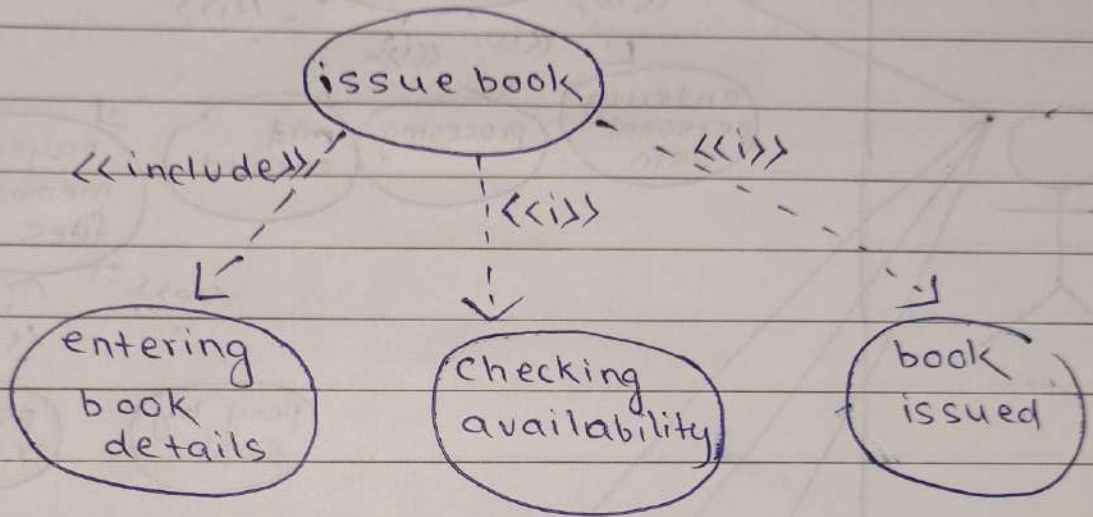 issue book
<<include>>
<<i>>
<<i>>
entering
book
details
checking
availability
book
issued